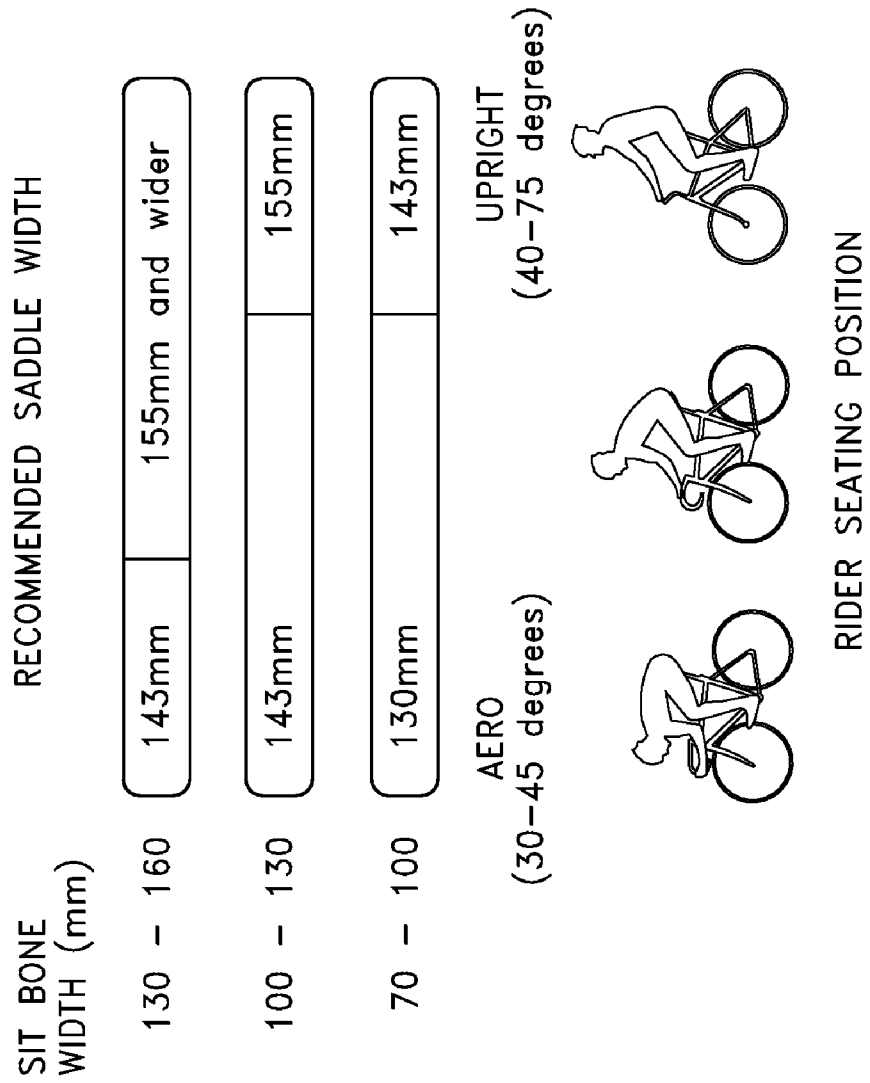 RECOMMENDED SADDLE WIDTH
SIT BONE
WIDTH (mm)
130 – 160 143mm 155mm and wider
100 – 130 143mm 155mm
70 – 100 130mm 143mm
AERO
(30–45 degrees)
UPRIGHT
(40–75 degrees)
RIDER SEATING POSITION